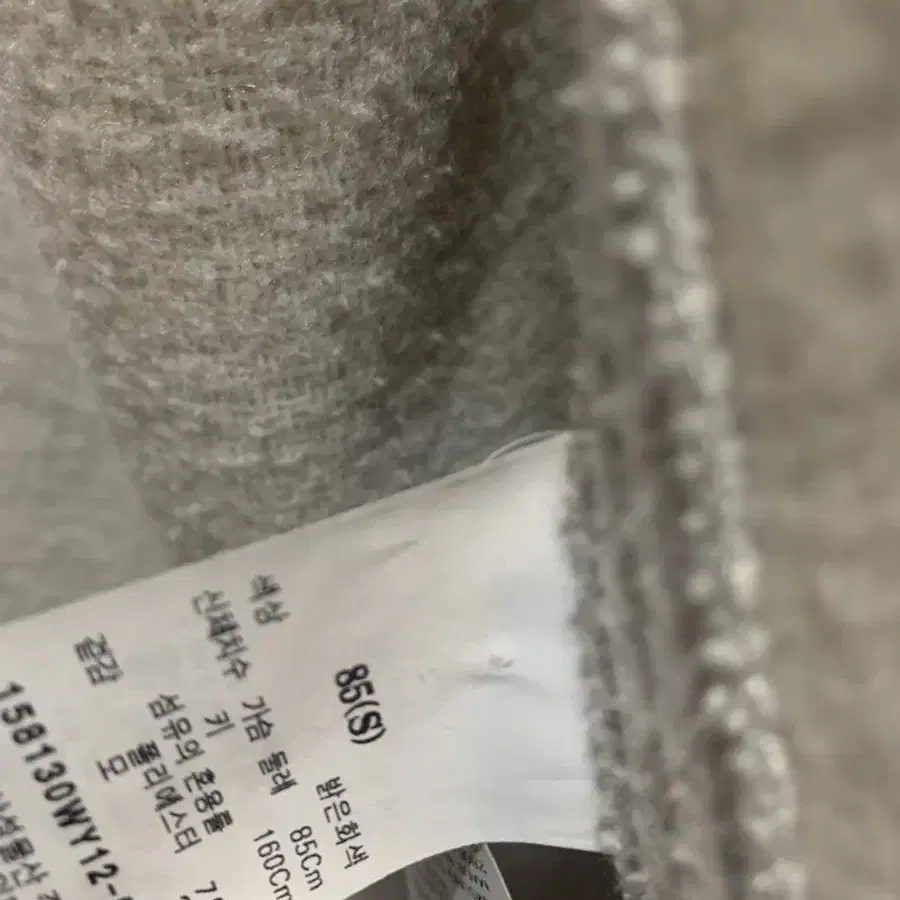 85(S)
색상 밝은회색
신체치수 가슴 둘레 85Cm
키 160Cm
섬유의 혼용률
겉감 폴리에스터
모
158130WY12-